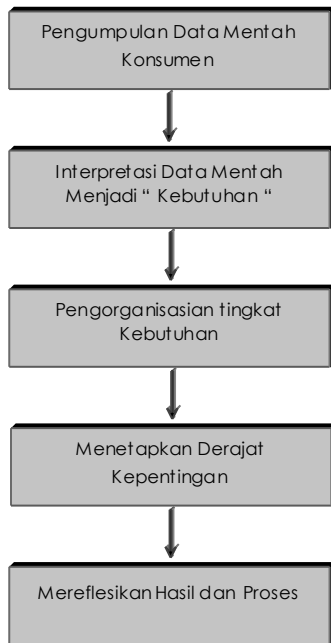 Pengumpulan Data Mentah
Konsumen
Interpretasi Data Mentah
Menjadi “ Kebutuhan “
Pengorganisasian tingkat
Kebutuhan
Menetapkan Derajat
Kepentingan
Mereflesikan Hasil dan Proses